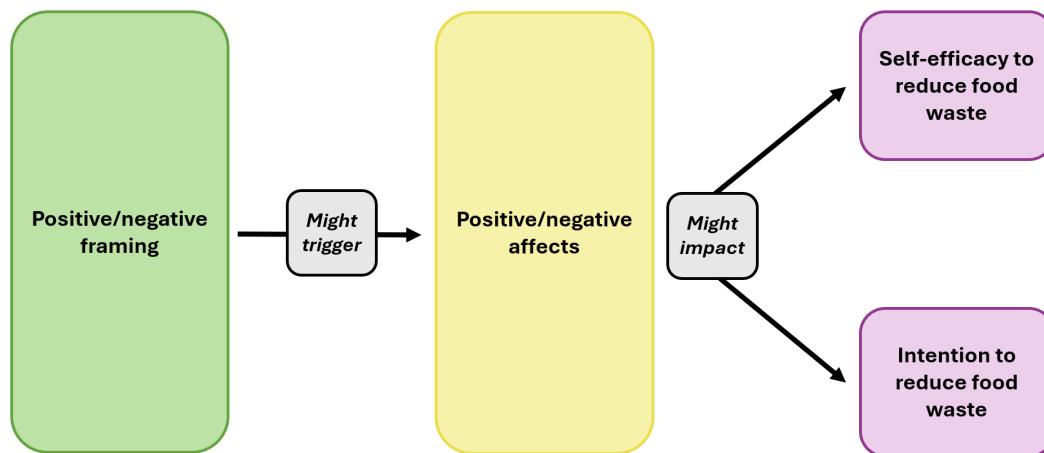 Positive/negative
framing
Might
trigger
Positive/negative
affects
Might
impact
Self-efficacy to
reduce food
waste
Intention to
reduce food
waste